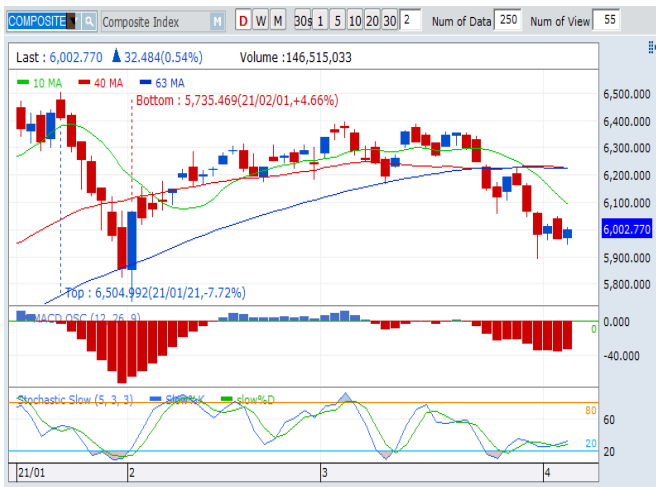 COMPOSITE Composite Index M D W M 30s 1 5 10 20 30 2 Num of Data 250 Num of View 55
Last : 6,002.770 ▲ 32.484(0.54%) Volume :146,515,033
10 MA 40 MA 63 MA
Bottom : 5,735.469(21/02/01,+4.66%)
6,500.000
6,400.000
6,300.000
6,200.000
6,100.000
6,002.770
5,900.000
5,800.000
Top : 6,504.992(21/01/21,-7.72%)
MACD OSC (12, 26, 9)
0.000
0
-40.000
Stochastic Slow (5, 3, 3) Slow%K slow%D
80
60
20
20
21/01 2 3 4